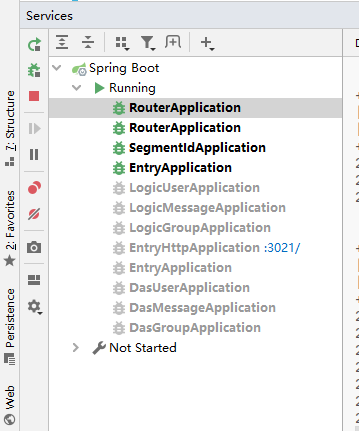 Services
Spring Boot
Running
RouterApplication
RouterApplication
SegmentIdApplication
EntryApplication
LogicUserApplication
LogicMessageApplication
LogicGroupApplication
EntryHttpApplication :3021/
EntryApplication
DasUserApplication
DasMessageApplication
DasGroupApplication
Not Started
7: Structure
2: Favorites
Persistence
Web